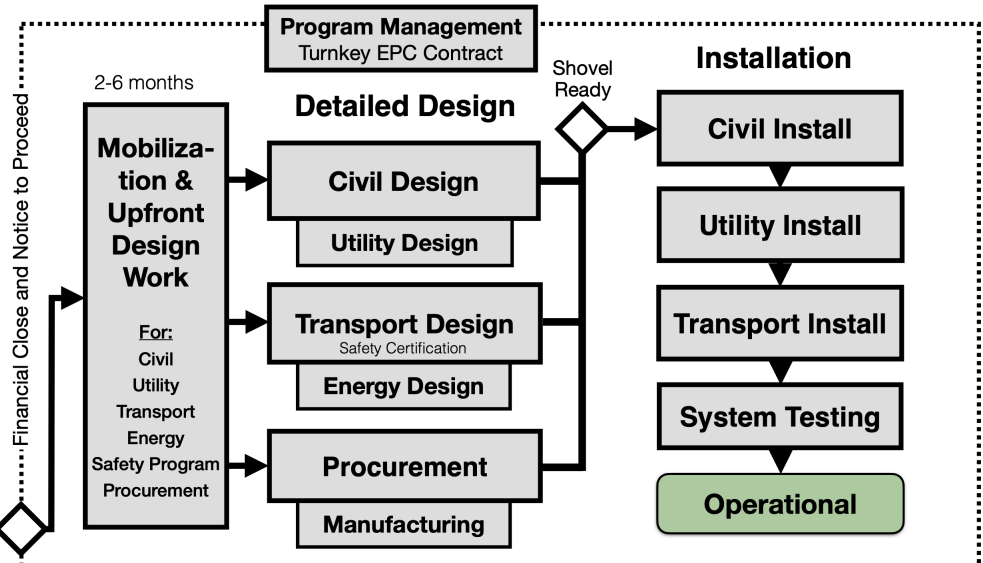 Program Management
Turnkey EPC Contract
Financial Close and Notice to Proceed
2-6 months
Mobiliza-
tion &
Upfront
Design
Work
For:
Civil
Utility
Transport
Energy
Safety Program
Procurement
Detailed Design
Civil Design
Utility Design
Transport Design
Safety Certification
Energy Design
Procurement
Manufacturing
Shovel
Ready
Installation
Civil Install
Utility Install
Transport Install
System Testing
Operational